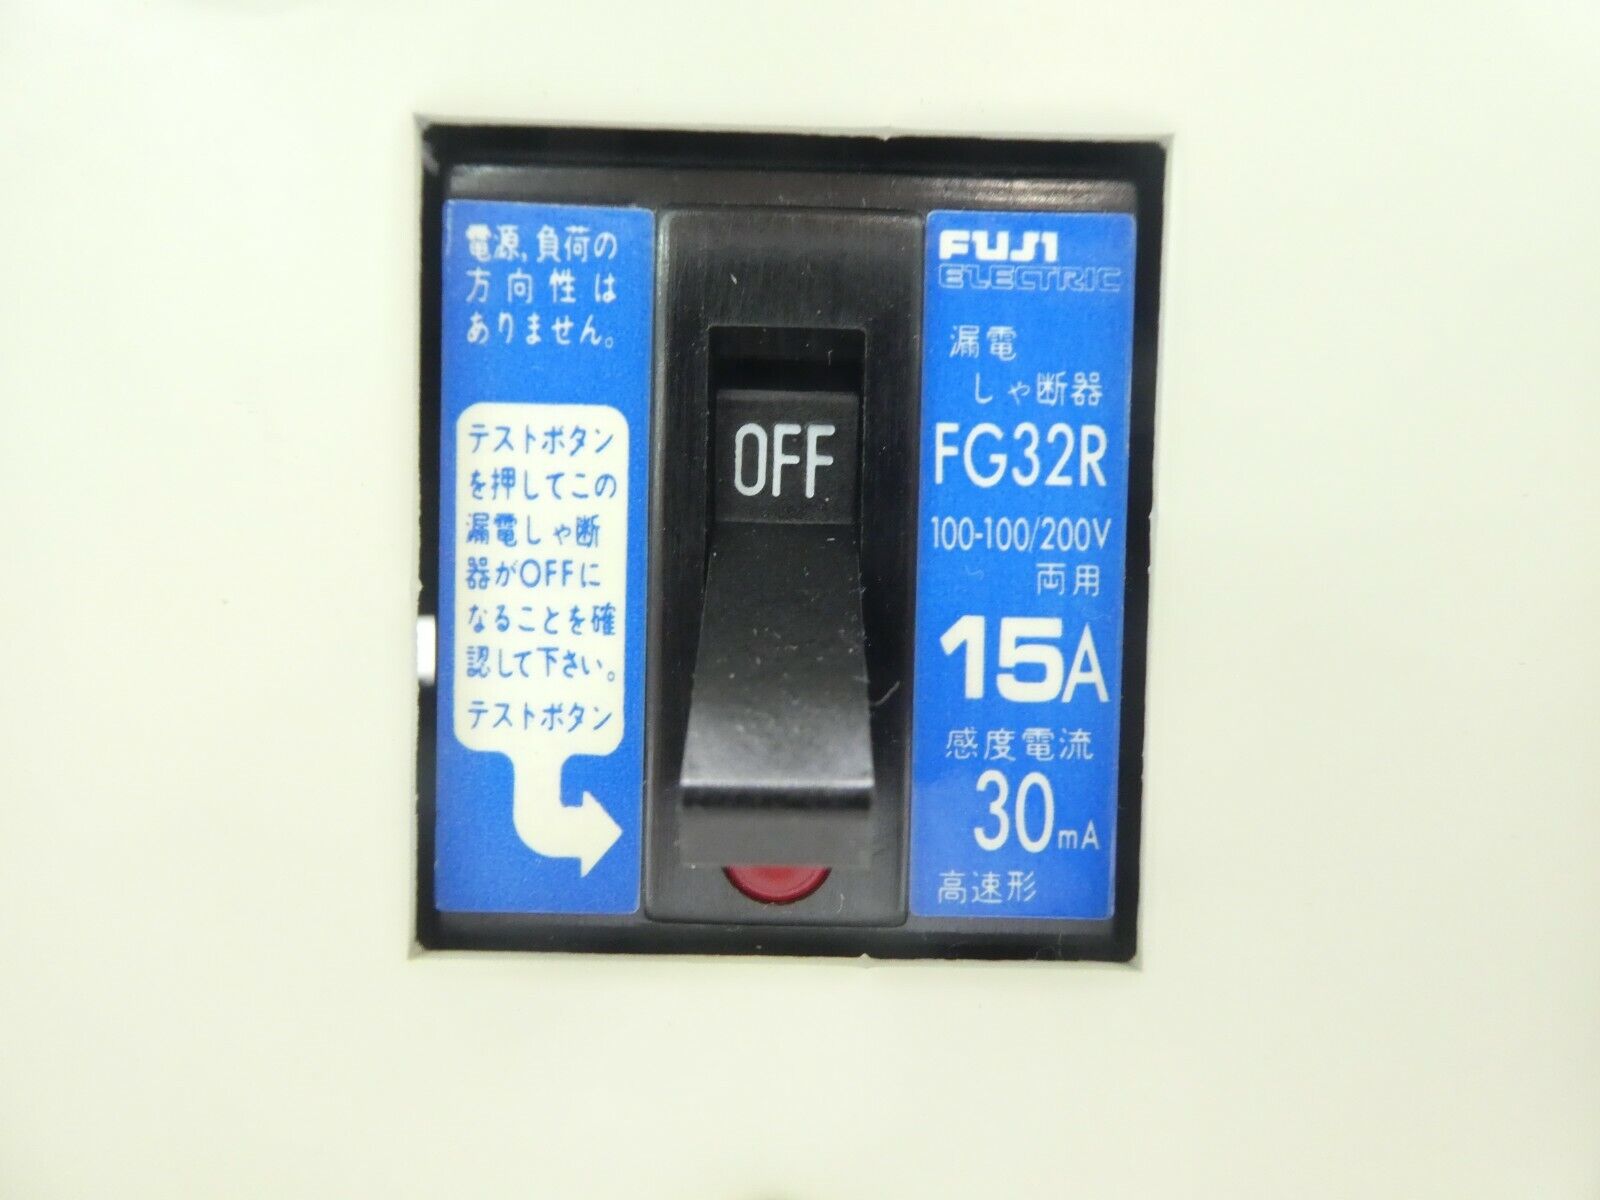 電源,負荷の
方向性は
ありません。
テストボタン
を押してこの
漏電しゃ断
器がOFFに
なることを確
認して下さい。
テストボタン
OFF
FUJI
ELECTRIC
漏電
しゃ断器
FG32R
100-100/200V
両用
15A
感度電流
30mA
高速形